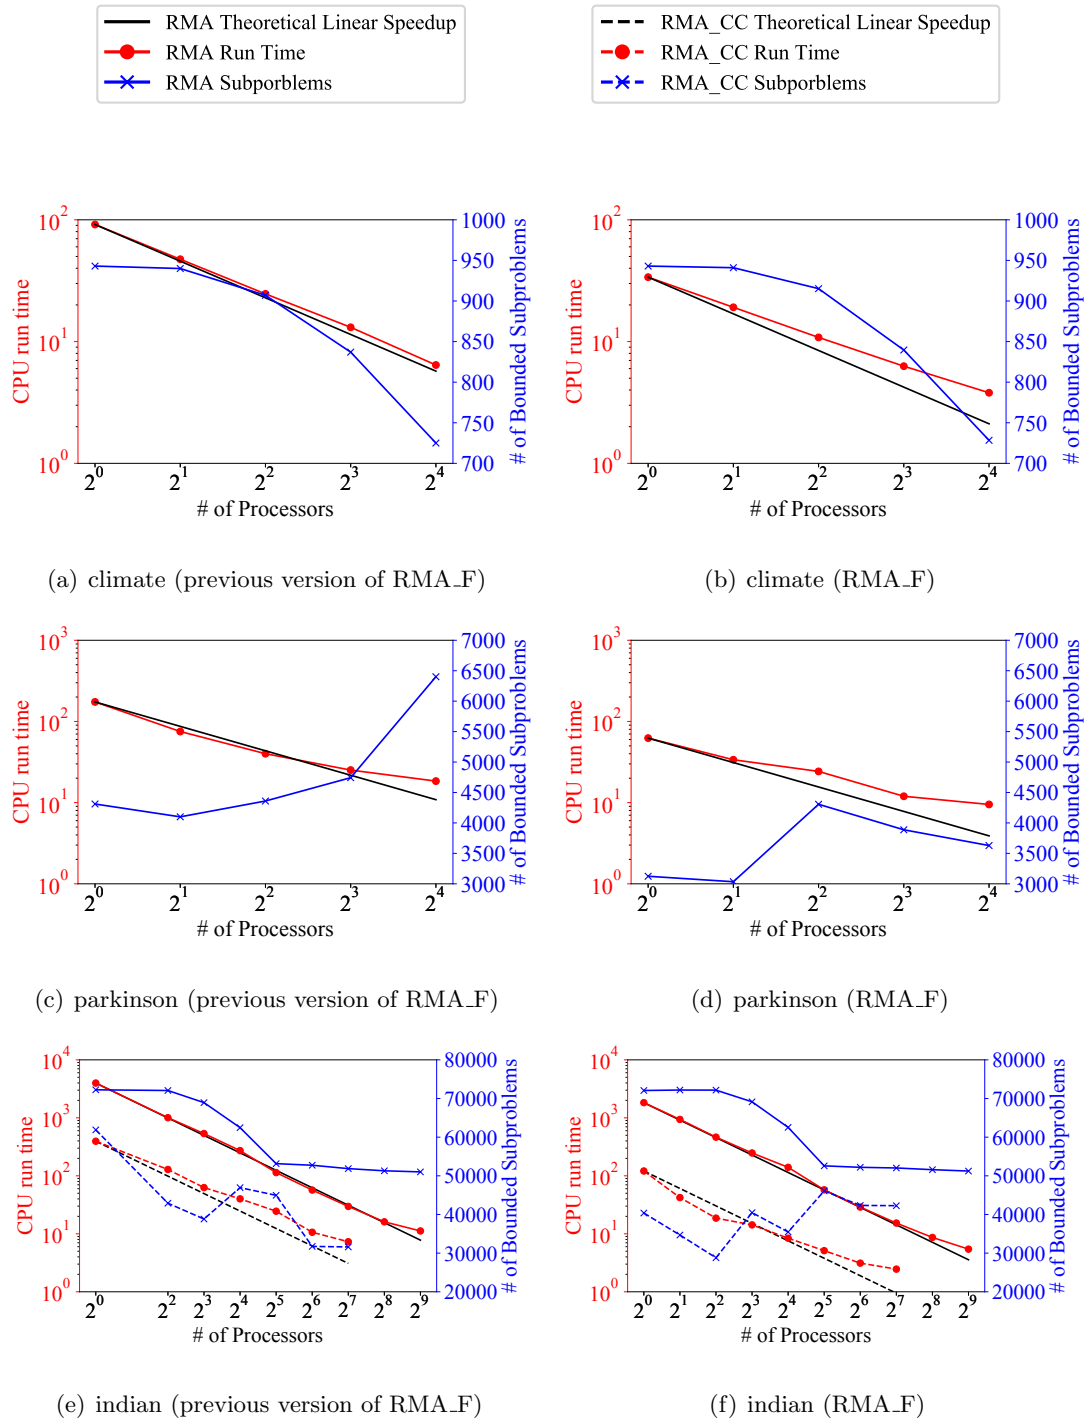 RMA Theoretical Linear Speedup
RMA Run Time
RMA Subporblems
RMA_CC Theoretical Linear Speedup
RMA_CC Run Time
RMA_CC Subporblems
10^2
10^1
10^0
CPU run time
1000
950
900
850
800
750
700
# of Bounded Subproblems
2^0 2^1 2^2 2^3 2^4
# of Processors
(a) climate (previous version of RMA_F)
10^2
10^1
10^0
CPU run time
1000
950
900
850
800
750
700
# of Bounded Subproblems
2^0 2^1 2^2 2^3 2^4
# of Processors
(b) climate (RMA_F)
10^3
10^2
10^1
10^0
CPU run time
7000
6500
6000
5500
5000
4500
4000
3500
3000
# of Bounded Subproblems
2^0 2^1 2^2 2^3 2^4
# of Processors
(c) parkinson (previous version of RMA_F)
10^3
10^2
10^1
10^0
CPU run time
7000
6500
6000
5500
5000
4500
4000
3500
3000
# of Bounded Subproblems
2^0 2^1 2^2 2^3 2^4
# of Processors
(d) parkinson (RMA_F)
10^4
10^3
10^2
10^1
10^0
CPU run time
80000
70000
60000
50000
40000
30000
20000
# of Bounded Subproblems
2^0 2^2 2^3 2^4 2^5 2^6 2^7 2^8 2^9
# of Processors
(e) indian (previous version of RMA_F)
10^4
10^3
10^2
10^1
10^0
CPU run time
80000
70000
60000
50000
40000
30000
20000
# of Bounded Subproblems
2^0 2^1 2^2 2^3 2^4 2^5 2^6 2^7 2^8 2^9
# of Processors
(f) indian (RMA_F)